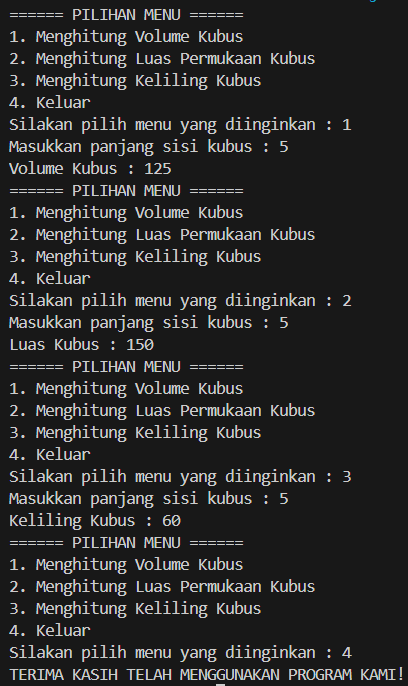 ====== PILIHAN MENU ======
1. Menghitung Volume Kubus
2. Menghitung Luas Permukaan Kubus
3. Menghitung Keliling Kubus
4. Keluar
Silakan pilih menu yang diinginkan : 1
Masukkan panjang sisi kubus : 5
Volume Kubus : 125
====== PILIHAN MENU ======
1. Menghitung Volume Kubus
2. Menghitung Luas Permukaan Kubus
3. Menghitung Keliling Kubus
4. Keluar
Silakan pilih menu yang diinginkan : 2
Masukkan panjang sisi kubus : 5
Luas Kubus : 150
====== PILIHAN MENU ======
1. Menghitung Volume Kubus
2. Menghitung Luas Permukaan Kubus
3. Menghitung Keliling Kubus
4. Keluar
Silakan pilih menu yang diinginkan : 3
Masukkan panjang sisi kubus : 5
Keliling Kubus : 60
====== PILIHAN MENU ======
1. Menghitung Volume Kubus
2. Menghitung Luas Permukaan Kubus
3. Menghitung Keliling Kubus
4. Keluar
Silakan pilih menu yang diinginkan : 4
TERIMA KASIH TELAH MENGGUNAKAN PROGRAM KAMI!